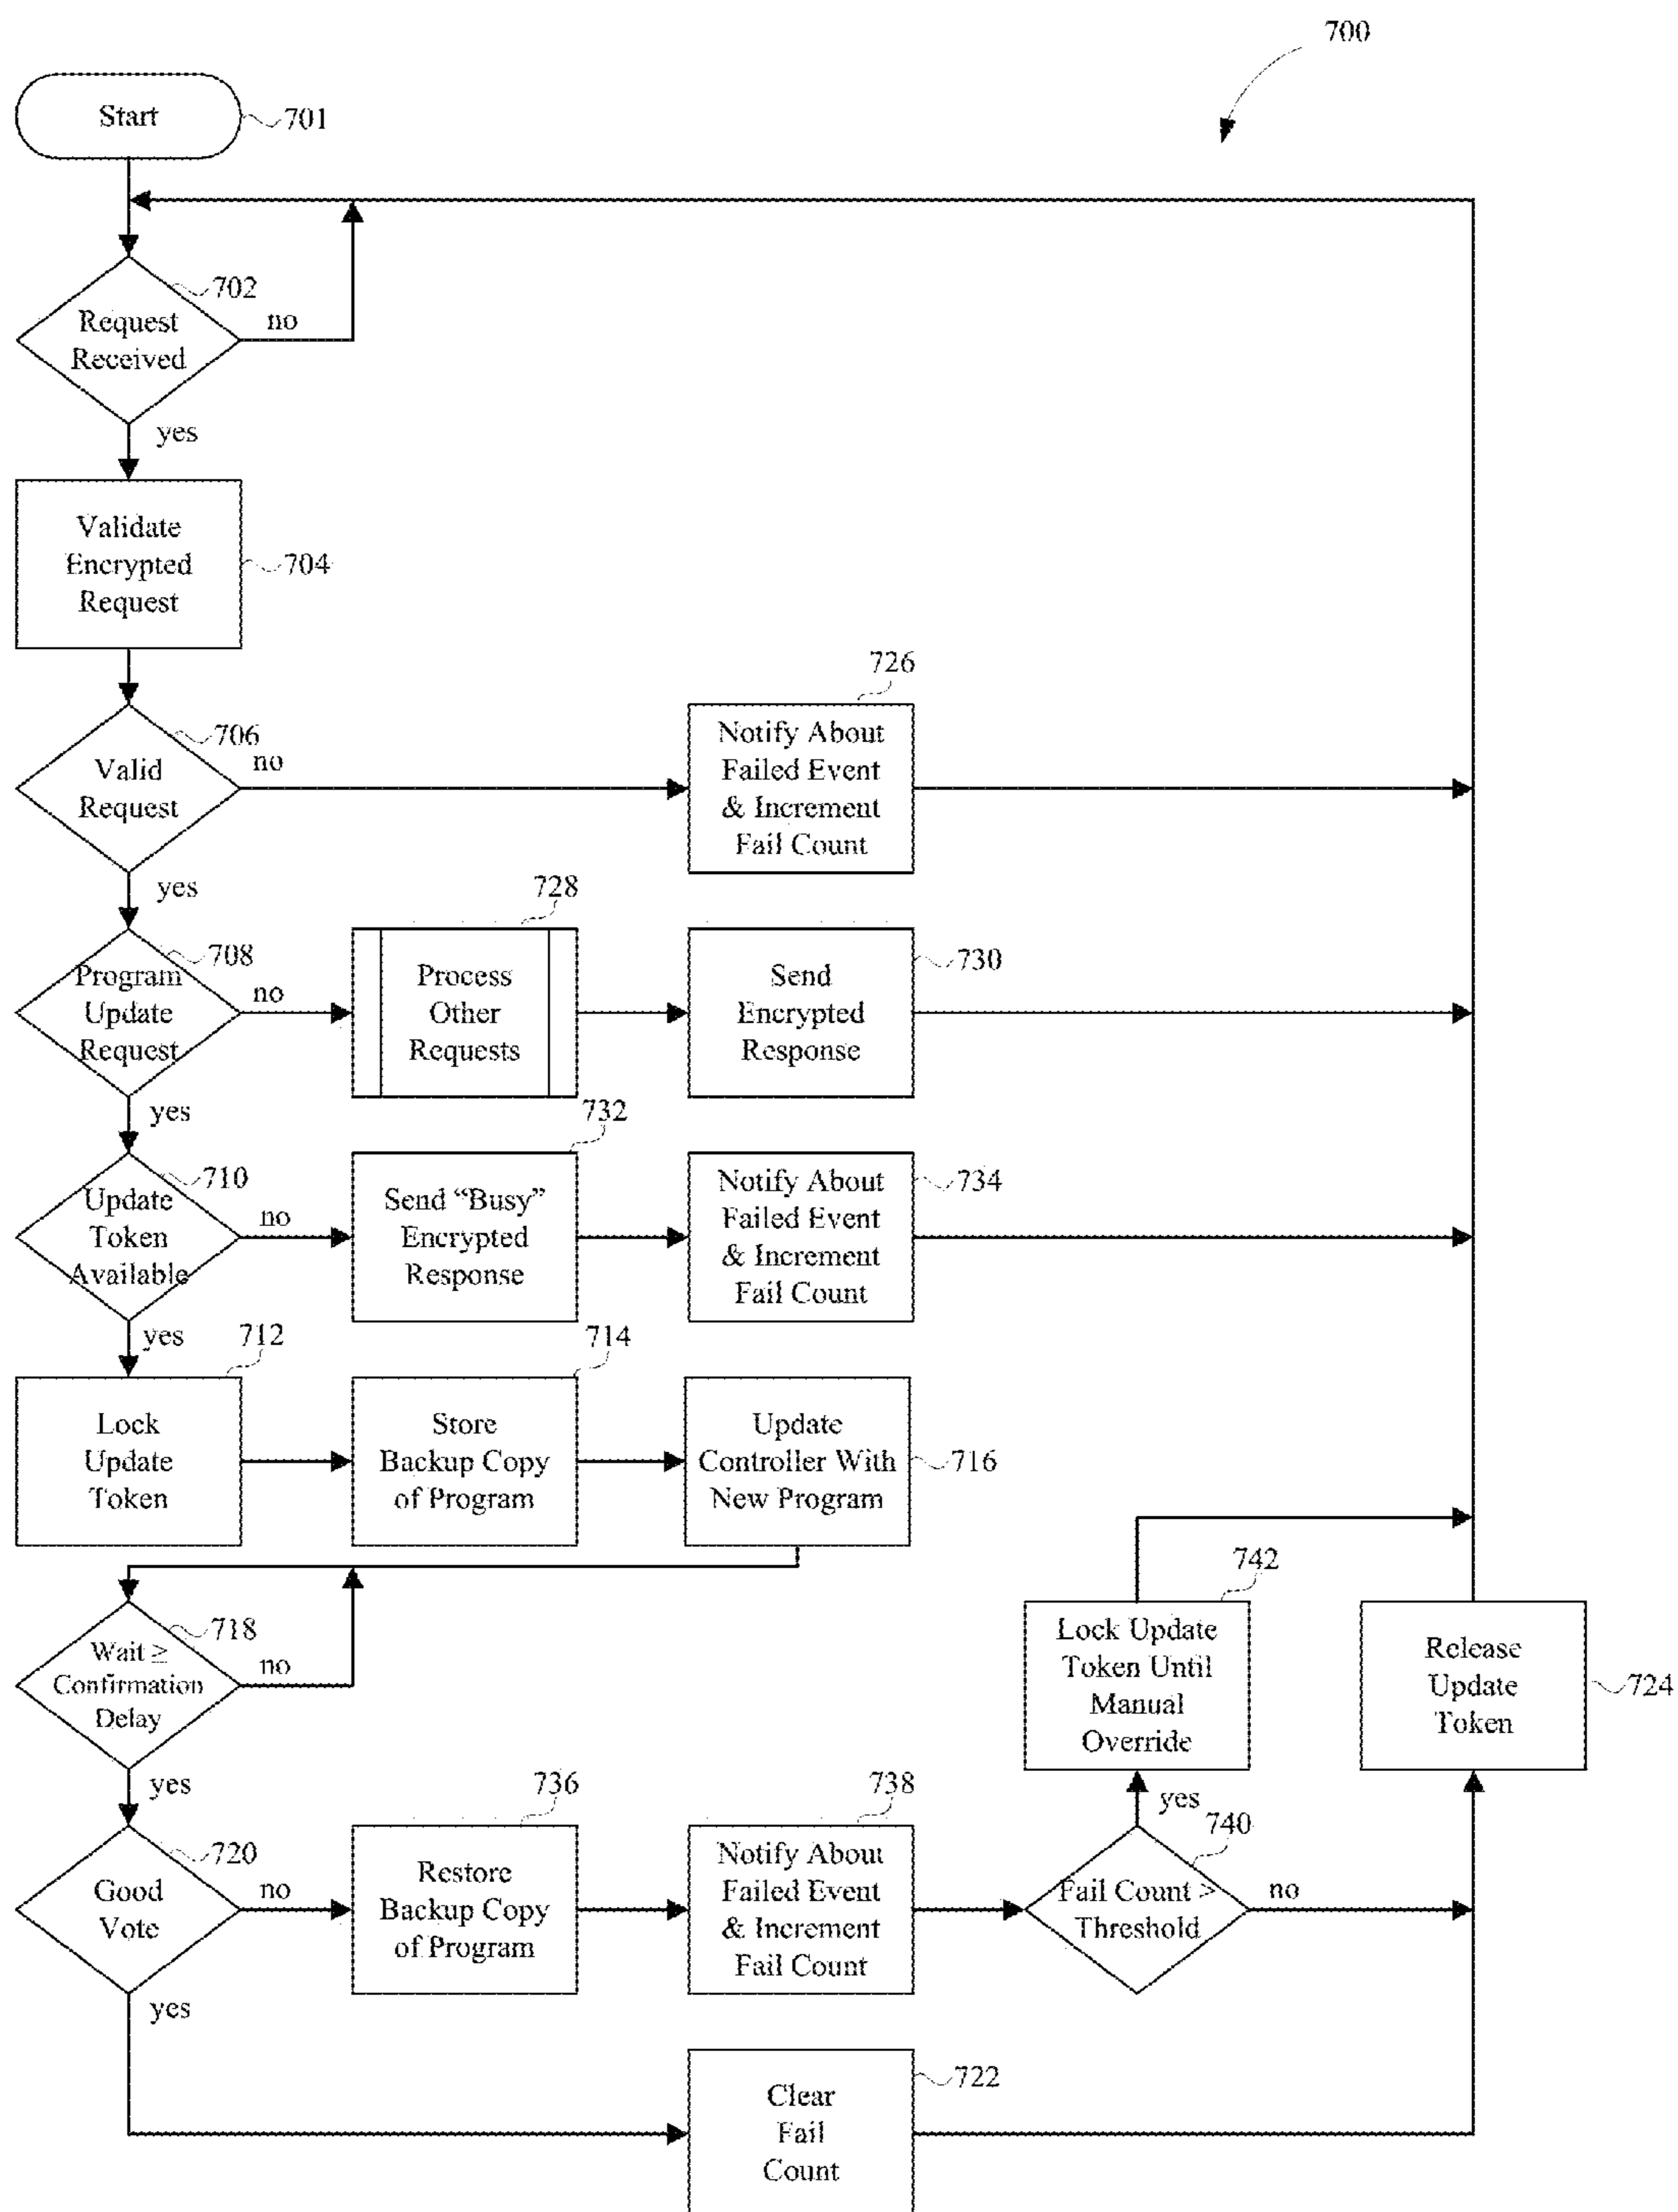 700
Start
701
702
Request
Received
no
yes
Validate
Encrypted
Request
704
706
Valid
Request
no
yes
726
Notify About
Failed Event
& Increment
Fail Count
708
Program
Update
Request
no
yes
728
Process
Other
Requests
730
Send
Encrypted
Response
710
Update
Token
Available
no
yes
732
Send “Busy”
Encrypted
Response
734
Notify About
Failed Event
& Increment
Fail Count
712
Lock
Update
Token
714
Store
Backup Copy
of Program
Update
Controller With
New Program
716
718
Wait ≥
Confirmation
Delay
no
yes
742
Lock Update
Token Until
Manual
Override
Release
Update
Token
724
720
Good
Vote
no
yes
736
Restore
Backup Copy
of Program
738
Notify About
Failed Event
& Increment
Fail Count
yes
740
Fail Count >
Threshold
no
722
Clear
Fail
Count